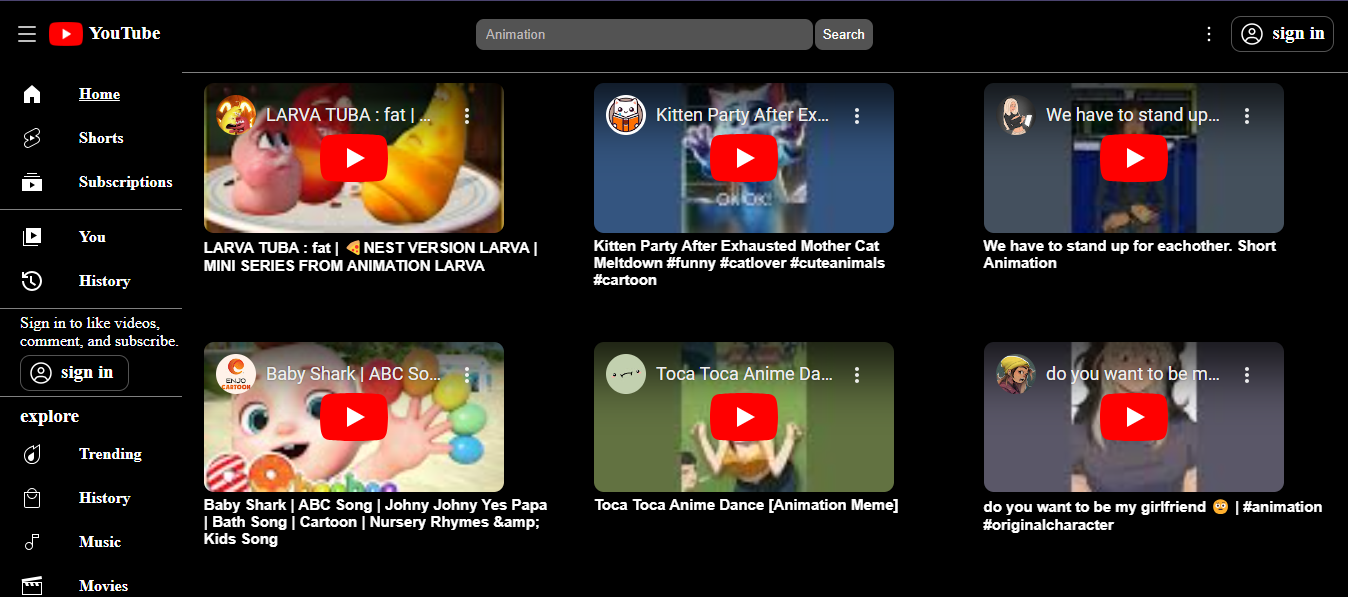 YouTube
Animation
Search
sign in
Home
Shorts
Subscriptions
You
History
Sign in to like videos,
comment, and subscribe.
sign in
explore
Trending
History
Music
Movies
LARVA TUBA : fat | ...
LARVA TUBA : fat | 🍕NEST VERSION LARVA |
MINI SERIES FROM ANIMATION LARVA
Kitten Party After Ex...
OK OK!
Kitten Party After Exhausted Mother Cat
Meltdown #funny #catlover #cuteanimals
#cartoon
We have to stand up...
We have to stand up for eachother. Short
Animation
ENJO
CARTOON
Baby Shark | ABC So...
Baby Shark | ABC Song | Johny Johny Yes Papa
| Bath Song | Cartoon | Nursery Rhymes &amp;
Kids Song
Toca Toca Anime Da...
Toca Toca Anime Dance [Animation Meme]
do you want to be m...
do you want to be my girlfriend 😳 | #animation
#originalcharacter